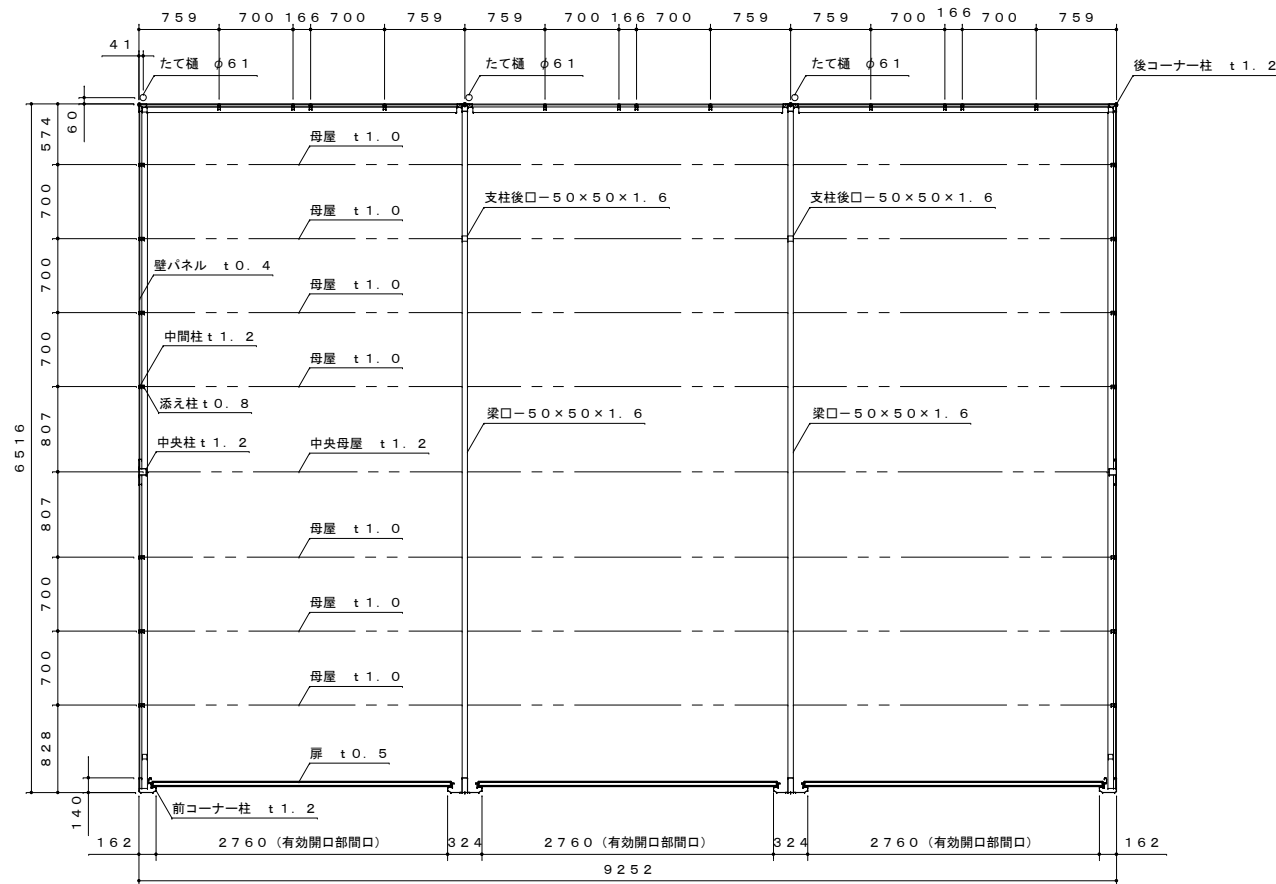 759 700 166 700 759 759 700 166 700 759 759 700 166 700 759
41
たて樋 φ61 たて樋 φ61 たて樋 φ61
後コーナー柱 t1.2
60
574
母屋 t1.0
700
支柱後口-50×50×1.6 支柱後口-50×50×1.6
母屋 t1.0
700
壁パネル t0.4
母屋 t1.0
700
中間柱t1.2
母屋 t1.0
添え柱t0.8
807
梁口-50×50×1.6 梁口-50×50×1.6
中央柱t1.2
中央母屋 t1.2
6516
807
母屋 t1.0
700
母屋 t1.0
700
母屋 t1.0
828
扉 t0.5
140
前コーナー柱 t1.2
162 2760(有効開口部間口) 324 2760(有効開口部間口) 324 2760(有効開口部間口) 162
9252